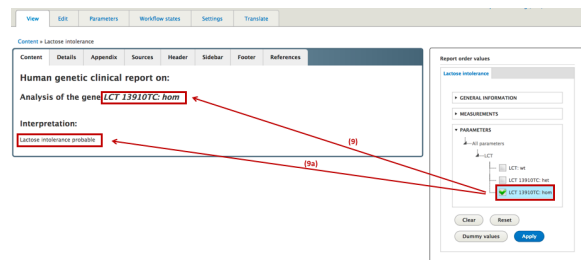 View Edit Parameters Workflow states Settings Translate
Content » Lactose intolerance
Content Details Appendix Sources Header Sidebar Footer References
Human genetic clinical report on:
Analysis of the gene LCT 13910TC: hom
Interpretation:
Lactose intolerance probable
(9)
(9a)
Report order values
Lactose intolerance
GENERAL INFORMATION
MEASUREMENTS
PARAMETERS
All parameters
LCT
LCT: wt
LCT 13910TC: het
LCT 13910TC: hom
Clear Reset
Dummy values Apply